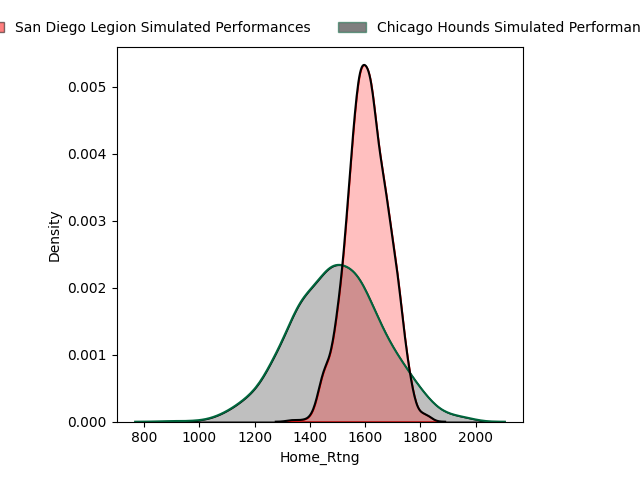 San Diego Legion Simulated Performances
Chicago Hounds Simulated Performan
0.005
0.004
0.003
0.002
0.001
0.000
Density
800 1000 1200 1400 1600 1800 2000
Home_Rtng